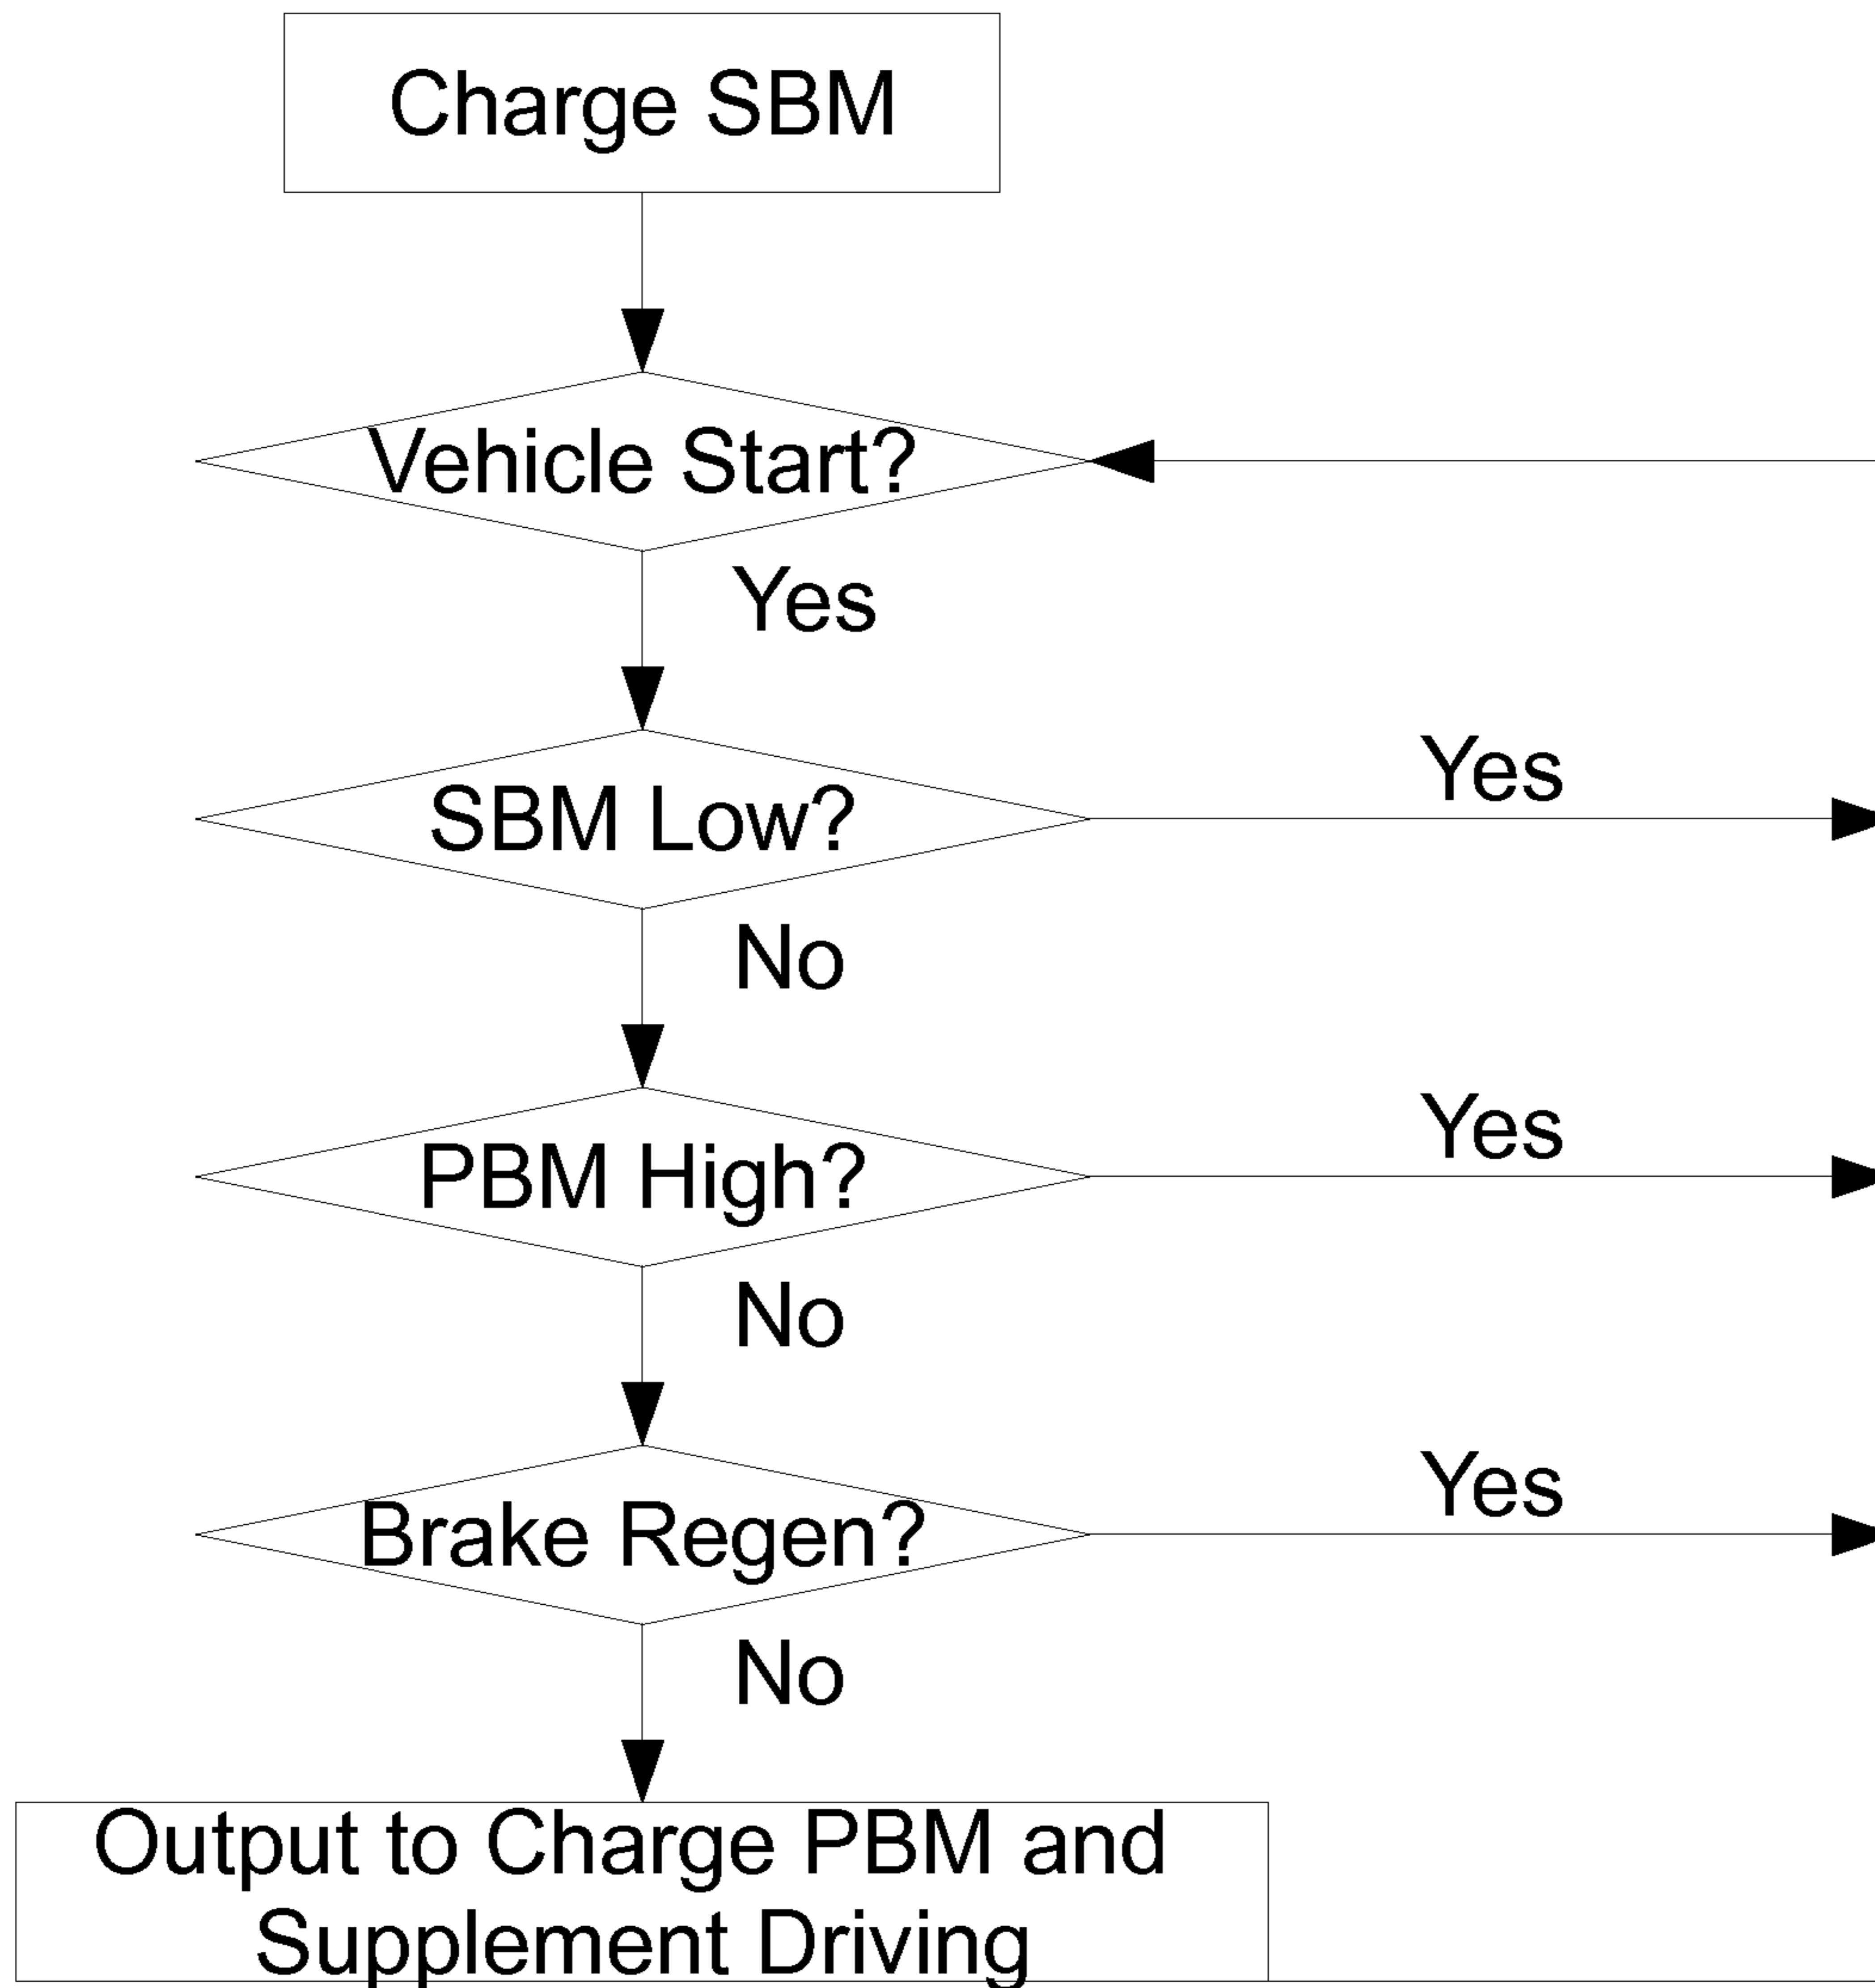 Charge SBM
Vehicle Start?
Yes
SBM Low?
Yes
No
PBM High?
Yes
No
Brake Regen?
Yes
No
Output to Charge PBM and
Supplement Driving